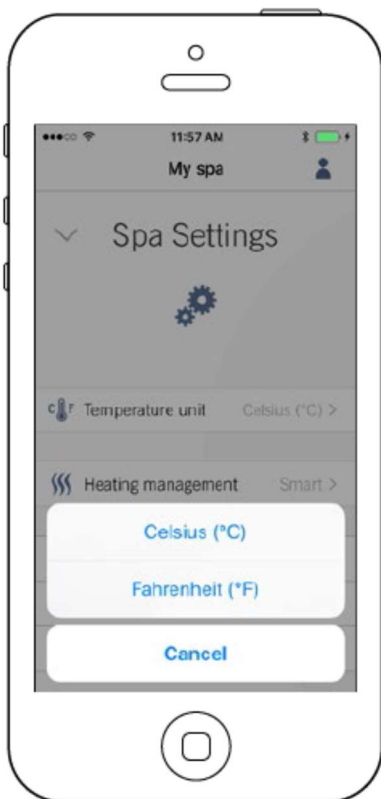 11:57 AM
My spa
Spa Settings
C F Temperature unit Celsius (°C) >
Heating management Smart >
Celsius (°C)
Fahrenheit (°F)
Cancel